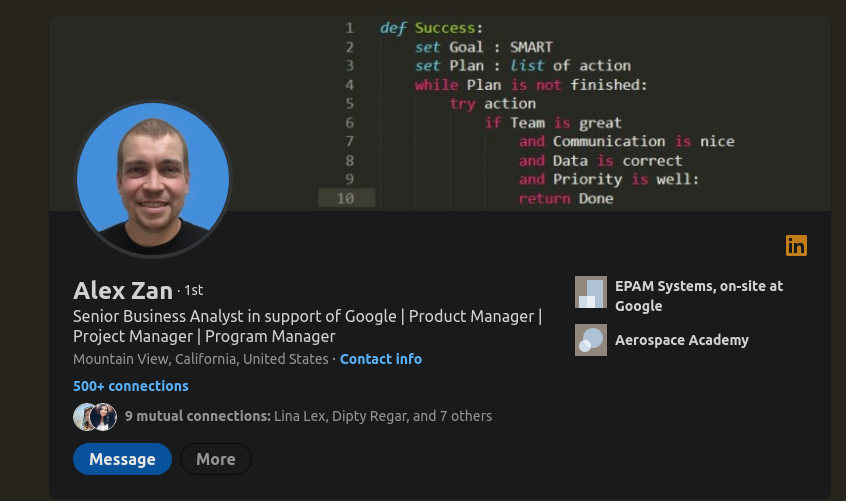 1 def Success:
2 set Goal : SMART
3 set Plan : list of action
4 while Plan is not finished:
5 try action
6 if Team is great
7 and Communication is nice
8 and Data is correct
9 and Priority is well:
10 return Done
in
Alex Zan · 1st
Senior Business Analyst in support of Google | Product Manager |
Project Manager | Program Manager
Mountain View, California, United States · Contact info
500+ connections
9 mutual connections: Lina Lex, Dipty Regar, and 7 others
Message More
EPAM Systems, on-site at
Google
Aerospace Academy